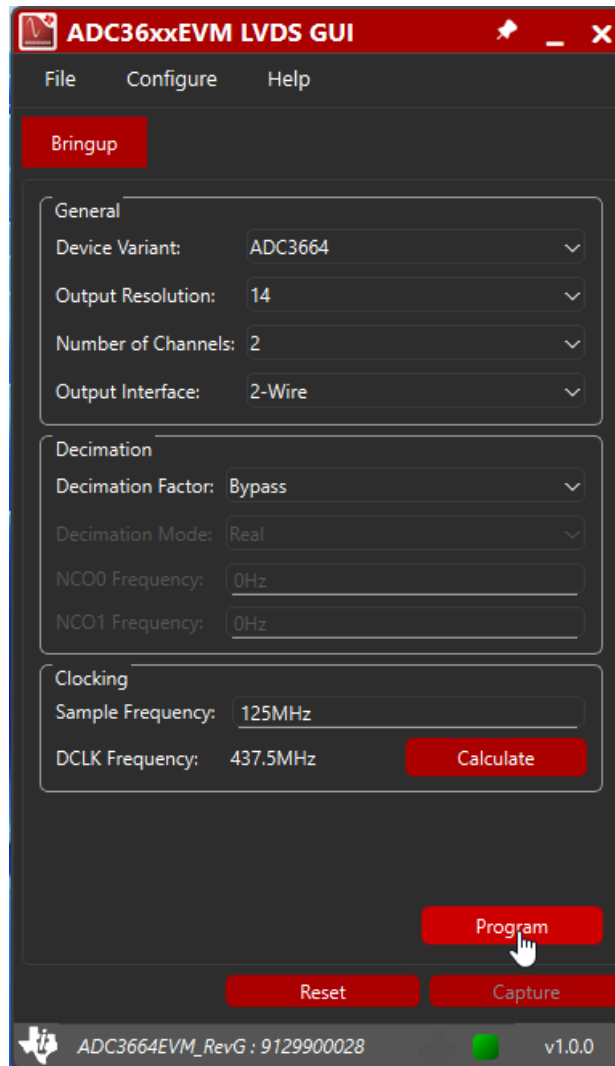 ADC36xxEVM LVDS GUI
File Configure Help
Bringup
General
Device Variant: ADC3664
Output Resolution: 14
Number of Channels: 2
Output Interface: 2-Wire
Decimation
Decimation Factor: Bypass
Decimation Mode: Real
NCO0 Frequency: 0Hz
NCO1 Frequency: 0Hz
Clocking
Sample Frequency: 125MHz
DCLK Frequency: 437.5MHz Calculate
Program
Reset Capture
ADC3664EVM_RevG : 9129900028 v1.0.0